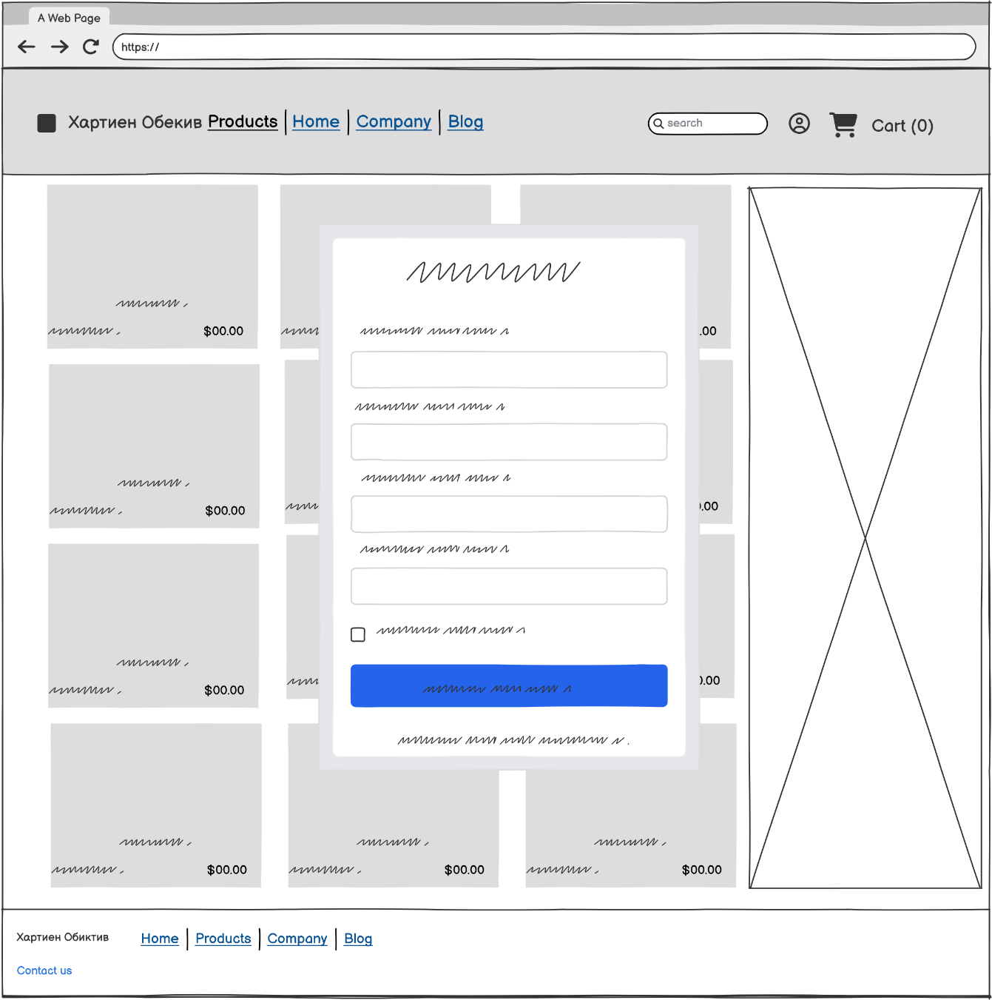 A Web Page
https://
Хартиен Обекив Products Home Company Blog search Cart (0)
$00.00 .00
$00.00 .00
$00.00 .00
$00.00 $00.00 $00.00
Хартиен Обиктив Home Products Company Blog
Contact us